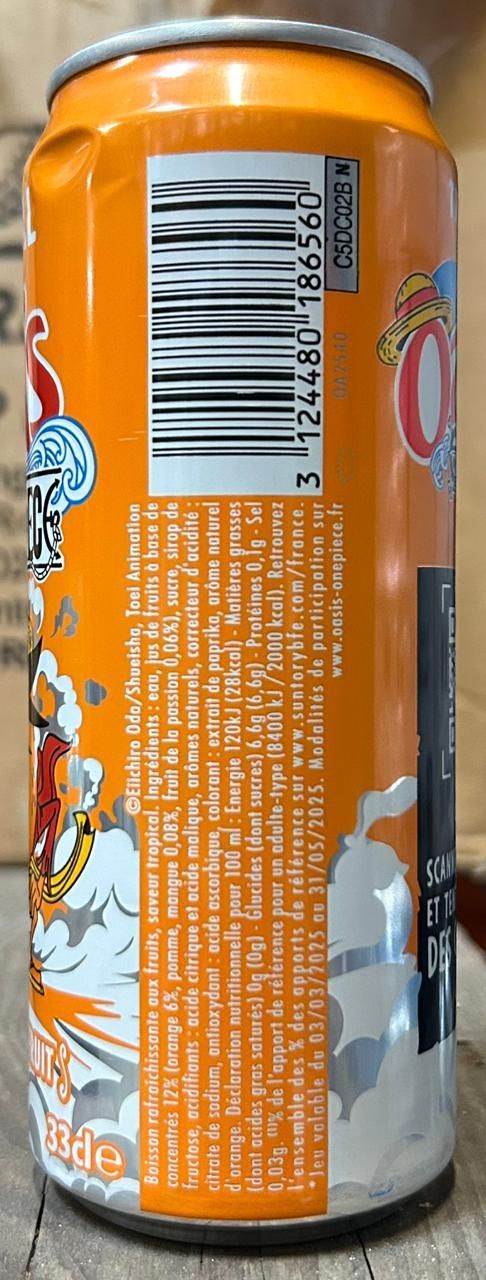 ©Eiichiro Oda/Shueisha, Toei Animation
Boisson rafraîchissante aux fruits, saveur tropical. Ingrédients : eau, jus de fruits à base de
concentrés 12% (orange 6%, pomme, mangue 0,08%, fruit de la passion 0,06%), sucre, sirop de
fructose, acidifiants : acide citrique et acide malique, arômes naturels, correcteur d'acidité :
citrate de sodium, antioxydant : acide ascorbique, colorant : extrait de paprika, arôme naturel
d'orange. Déclaration nutritionnelle pour 100 ml : Energie 120kJ (28kcal) - Matières grasses
(dont acides gras saturés) 0g (0g) - Glucides (dont sucres) 6,6g (6,6g) - Protéines 0,1g - Sel
0,03g. % de l'apport de référence pour un adulte-type (8400 kJ / 2000 kcal). Retrouvez
l'ensemble des % des apports de référence sur www.suntorybfe.com/france.
*Jeu valable du 03/03/2025 au 31/05/2025. Modalités de participation sur
www.oasis-onepiece.fr
3 124480 186560
C5DC02B N
OA2540
33cl e
SCAN
ET TE
DES